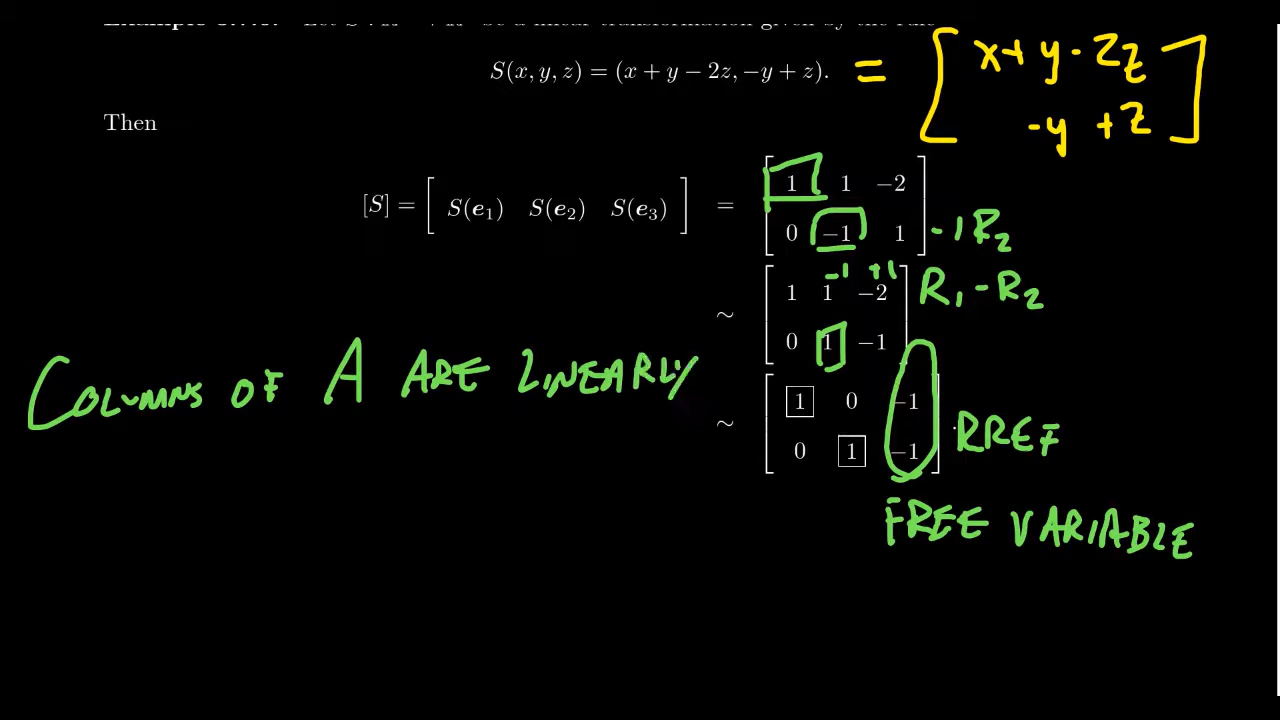 S(x, y, z) = (x + y − 2z, −y + z). = [ x + y - 2z
-y + z ]
Then
[S] = [ S(e₁) S(e₂) S(e₃) ] = [ 1 1 −2
0 −1 1 ] -1R₂
-1 +1
∼ [ 1 1 −2 ] R₁ - R₂
0 1 −1
COLUMNS OF A ARE LINEARLY
∼ [ 1 0 −1
0 1 −1 ] . RREF
FREE VARIABLE